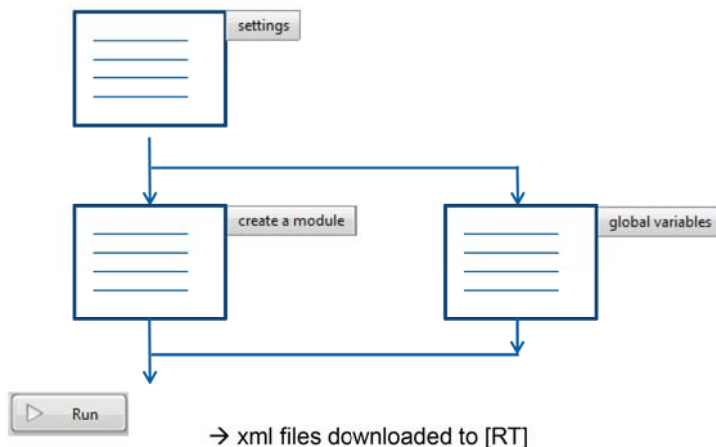 settings
create a module
global variables
Run
→ xml files downloaded to [RT]